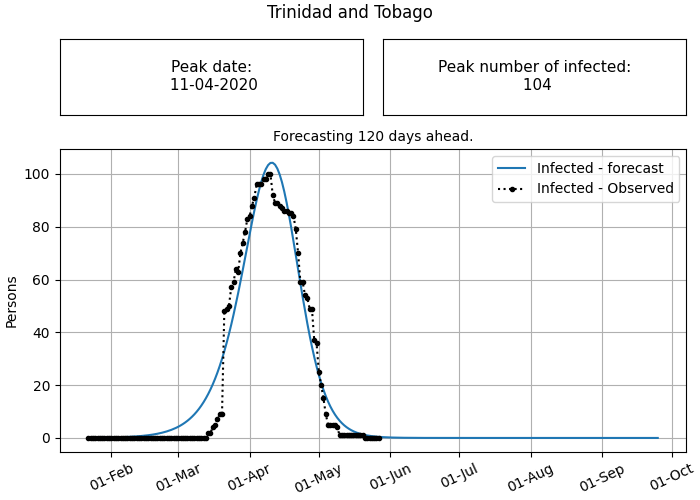 Trinidad and Tobago
Peak date:
11-04-2020
Peak number of infected:
104
Forecasting 120 days ahead.
Infected - forecast
Infected - Observed
Persons
100
80
60
40
20
0
01-Feb
01-Mar
01-Apr
01-May
01-Jun
01-Jul
01-Aug
01-Sep
01-Oct